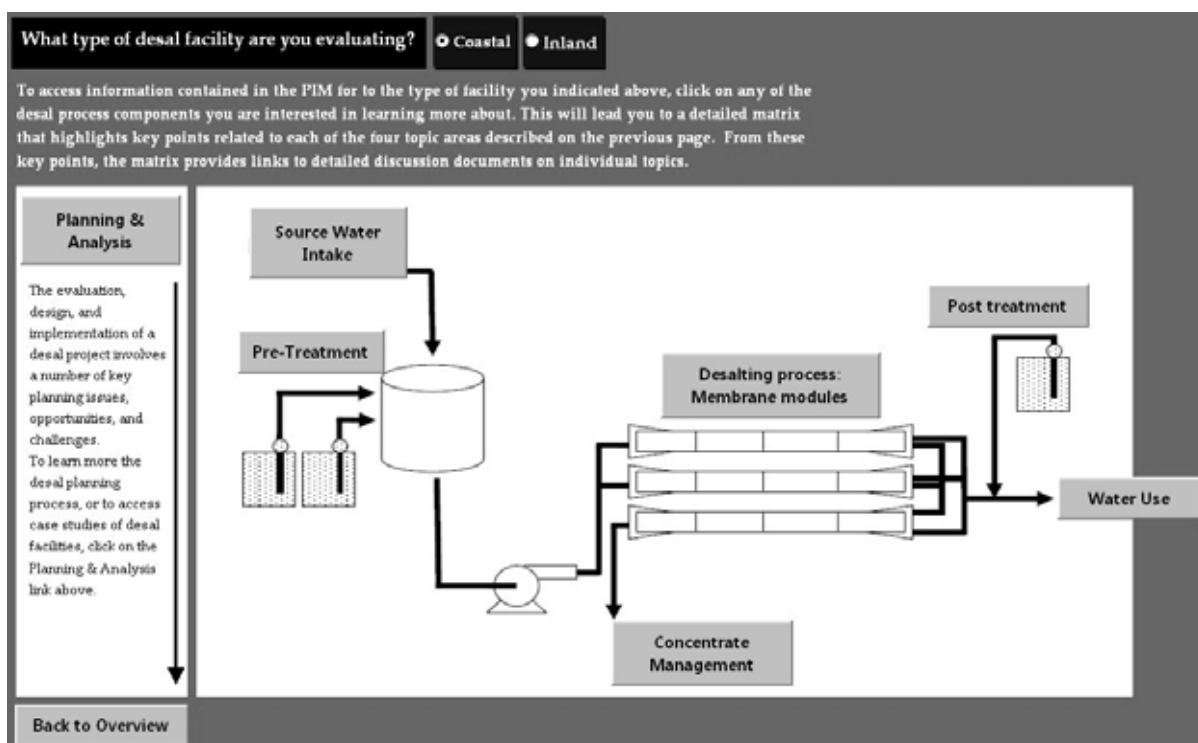 What type of desal facility are you evaluating?
Coastal
Inland
To access information contained in the PIM for to the type of facility you indicated above, click on any of the
desal process components you are interested in learning more about. This will lead you to a detailed matrix
that highlights key points related to each of the four topic areas described on the previous page. From these
key points, the matrix provides links to detailed discussion documents on individual topics.
Planning &
Analysis
The evaluation,
design, and
implementation of a
desal project involves
a number of key
planning issues,
opportunities, and
challenges.
To learn more the
desal planning
process, or to access
case studies of desal
facilities, click on the
Planning & Analysis
link above.
Back to Overview
Source Water
Intake
Pre-Treatment
Desalting process:
Membrane modules
Post treatment
Water Use
Concentrate
Management